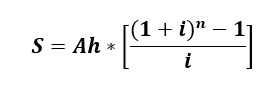 S = Ah * [((1 + i)ⁿ − 1) / i]